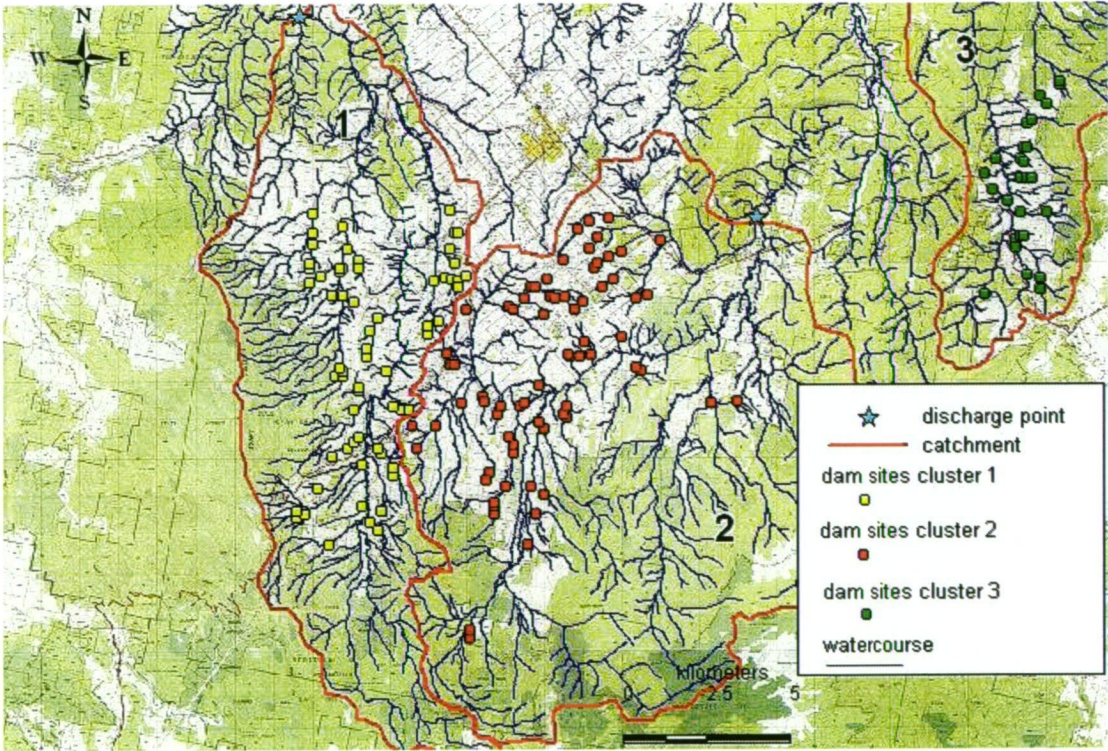 N
W E
S
1
2
3
discharge point
catchment
dam sites cluster 1
dam sites cluster 2
dam sites cluster 3
watercourse
kilometers
0 2.5 5